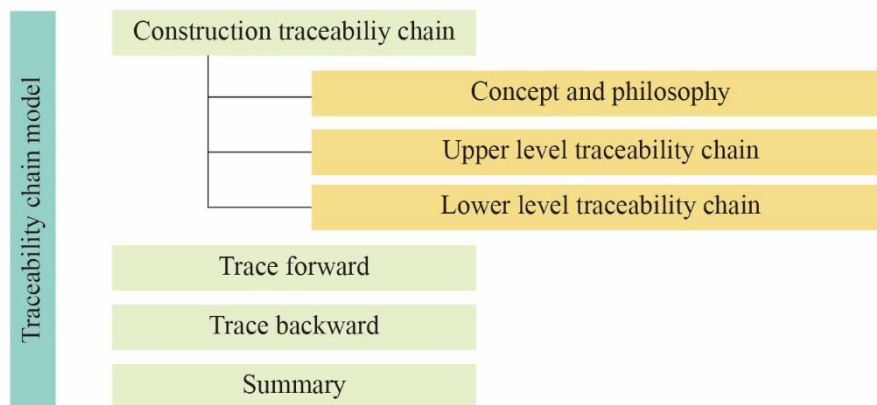 Traceability chain model
Construction traceabiliy chain
Concept and philosophy
Upper level traceability chain
Lower level traceability chain
Trace forward
Trace backward
Summary